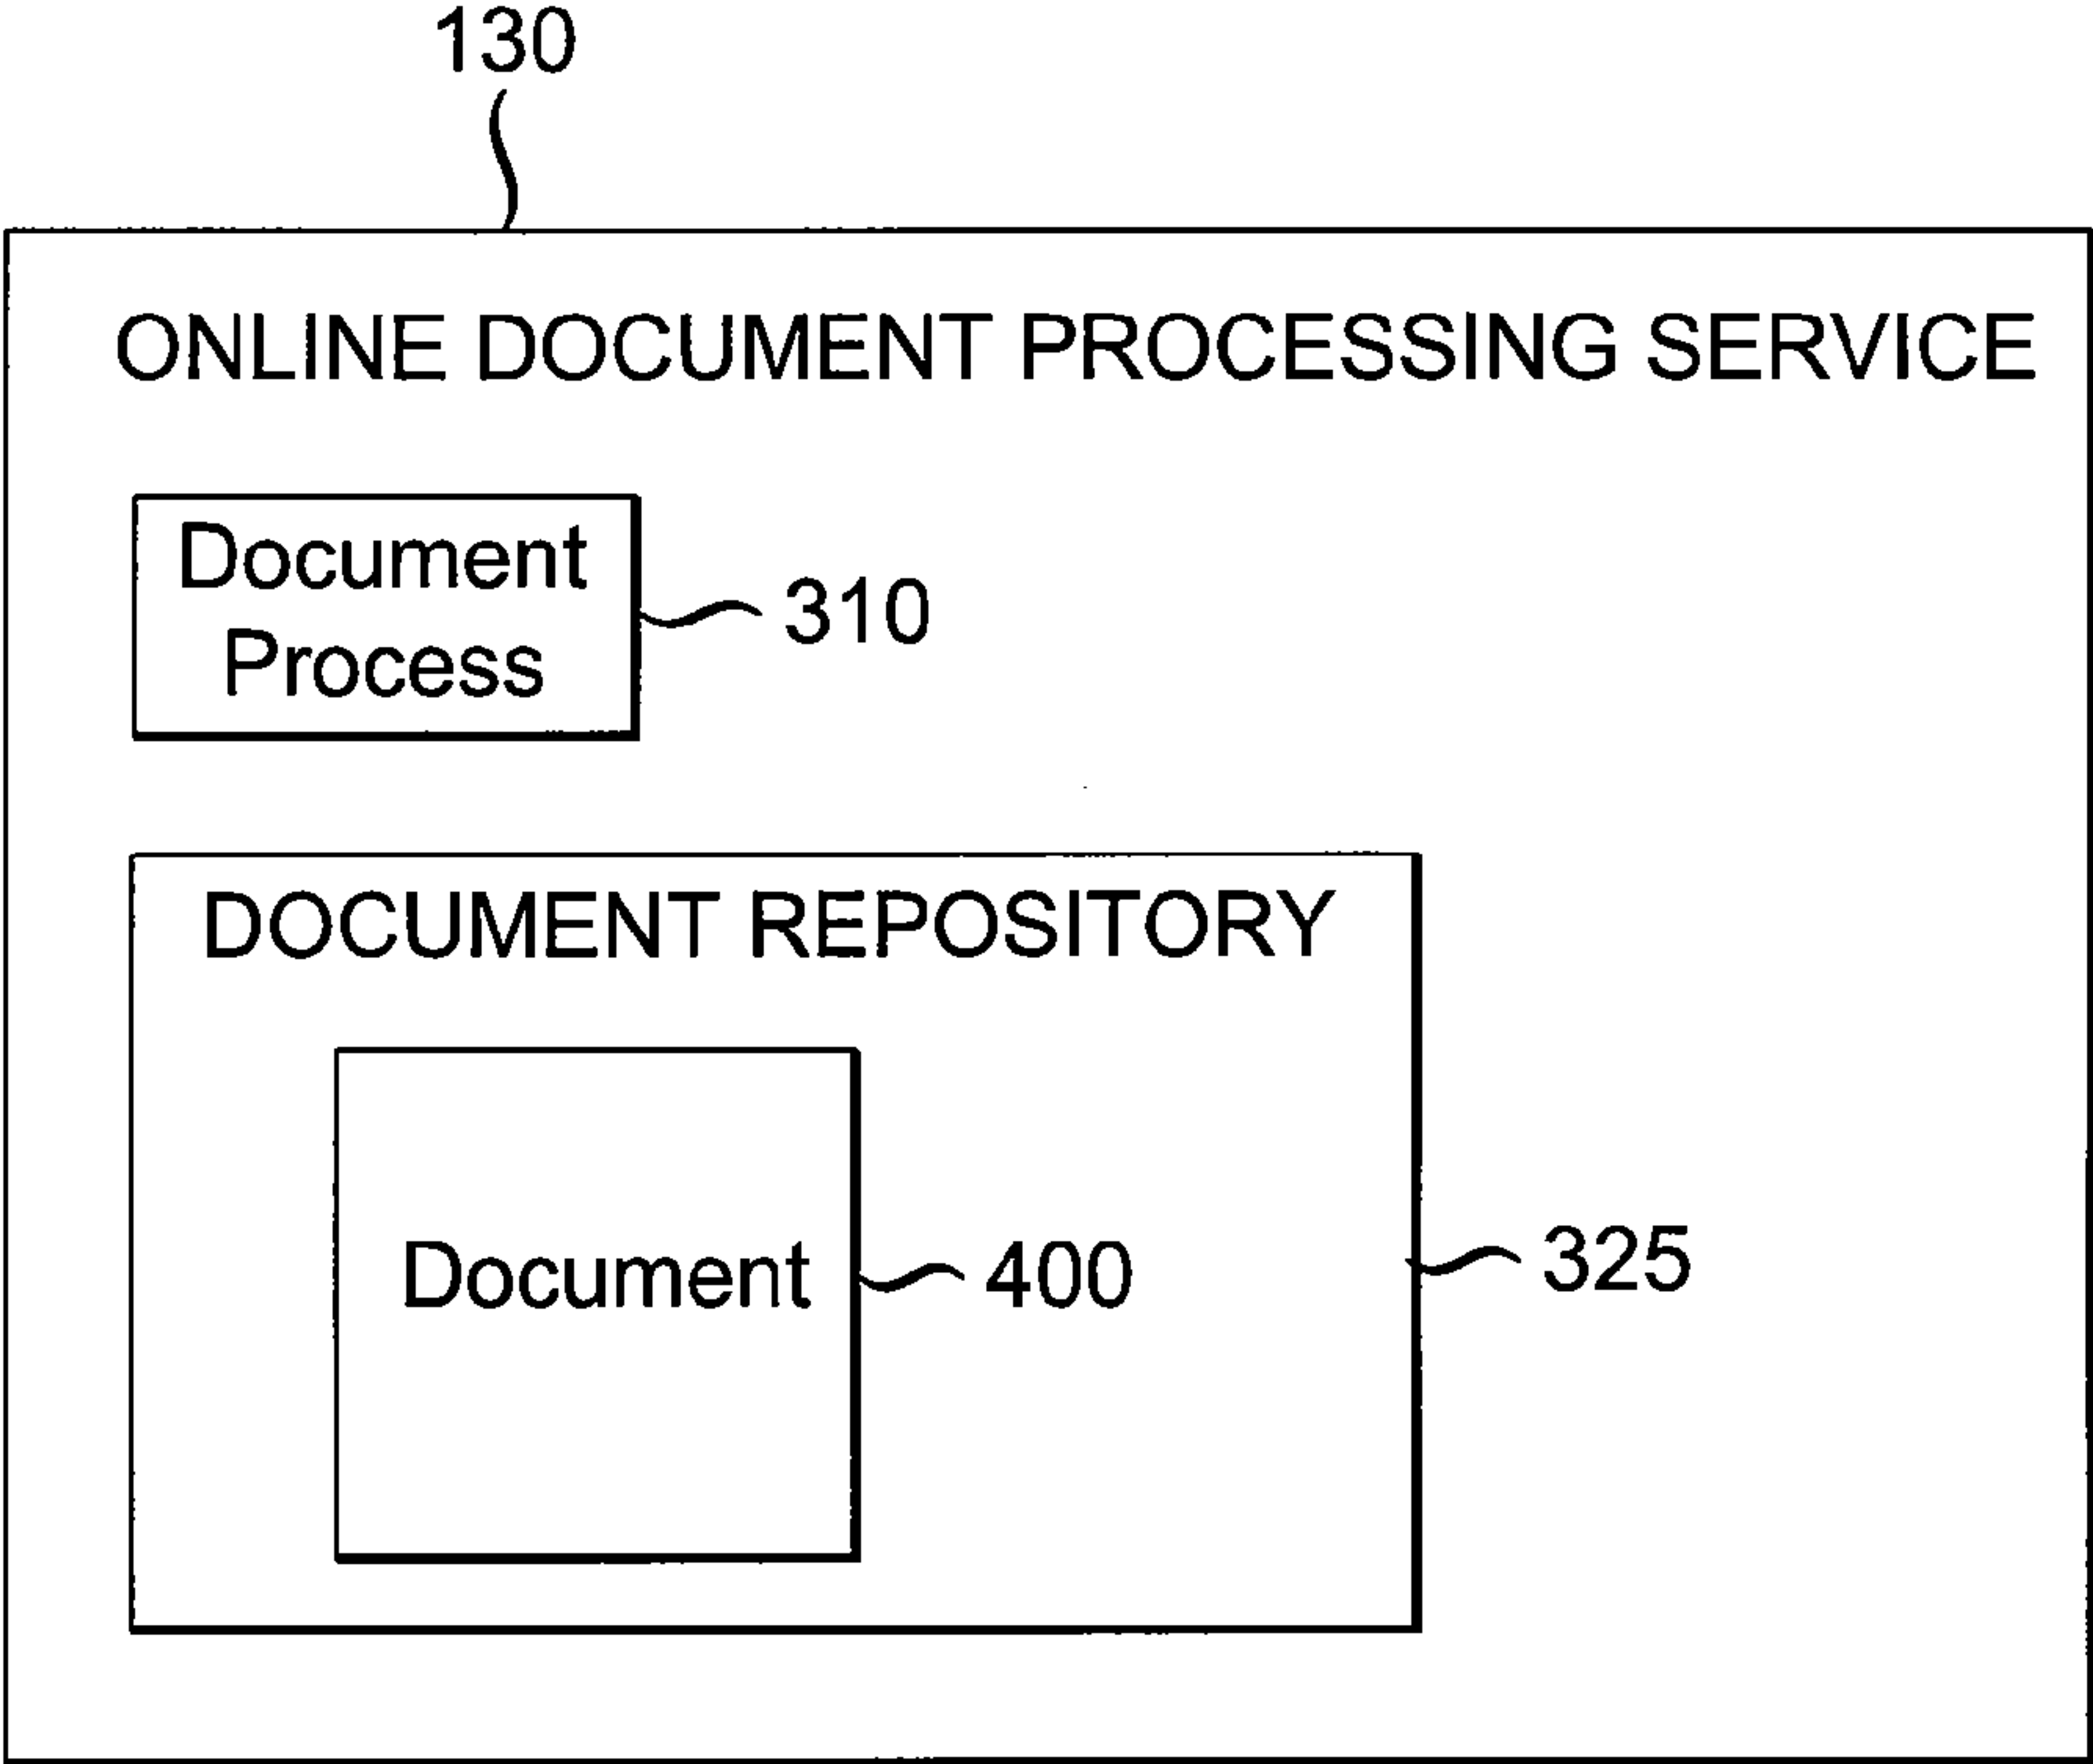 130
ONLINE DOCUMENT PROCESSING SERVICE
Document
Process
310
DOCUMENT REPOSITORY
Document
400
325